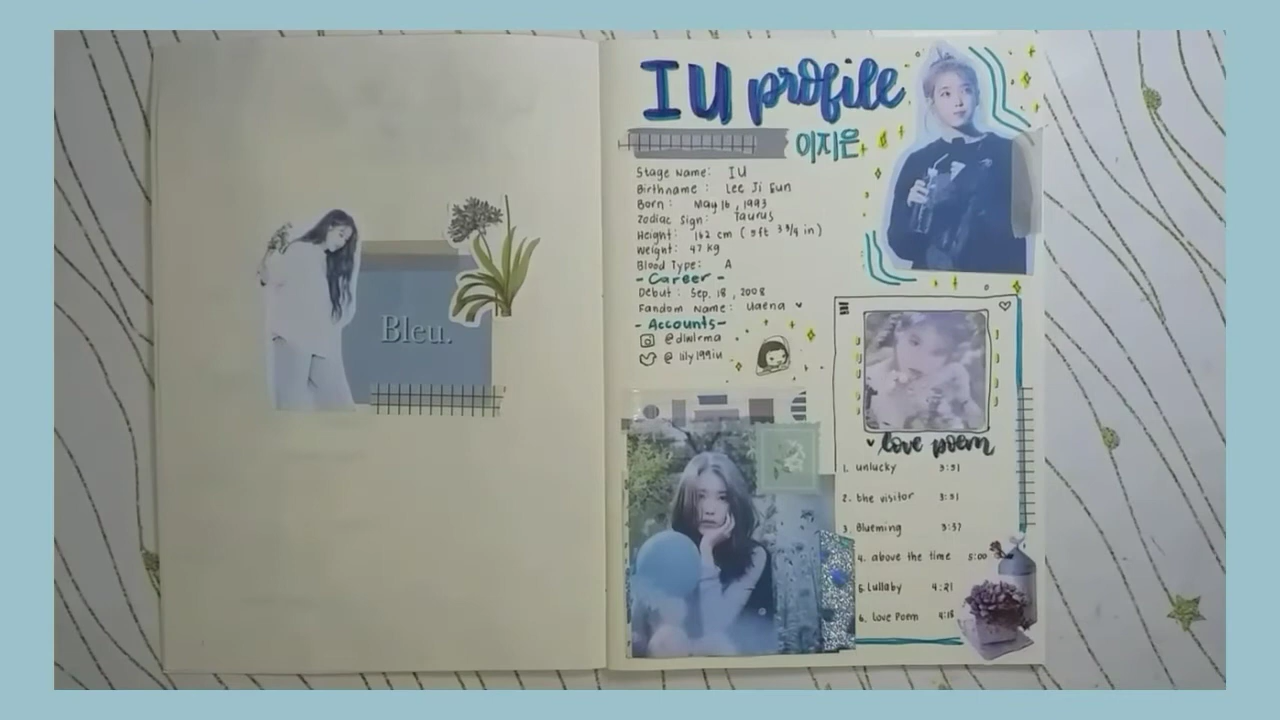 Bleu.
IU profile
이지은
Stage Name: IU
Birthname: Lee Ji Eun
Born: May 16, 1993
Zodiac Sign: Taurus
Height: 162 cm (5ft 3 3/4 in)
Weight: 47 kg
Blood Type: A
- Career -
Debut: Sep. 18, 2008
Fandom Name: Uaena
- Accounts -
@dlwlrma
@lily199iu
love poem
1. unlucky 3:51
2. the visitor 3:51
3. Blueming 3:37
4. above the time 5:00
5. Lullaby 4:21
6. Love Poem 4:18